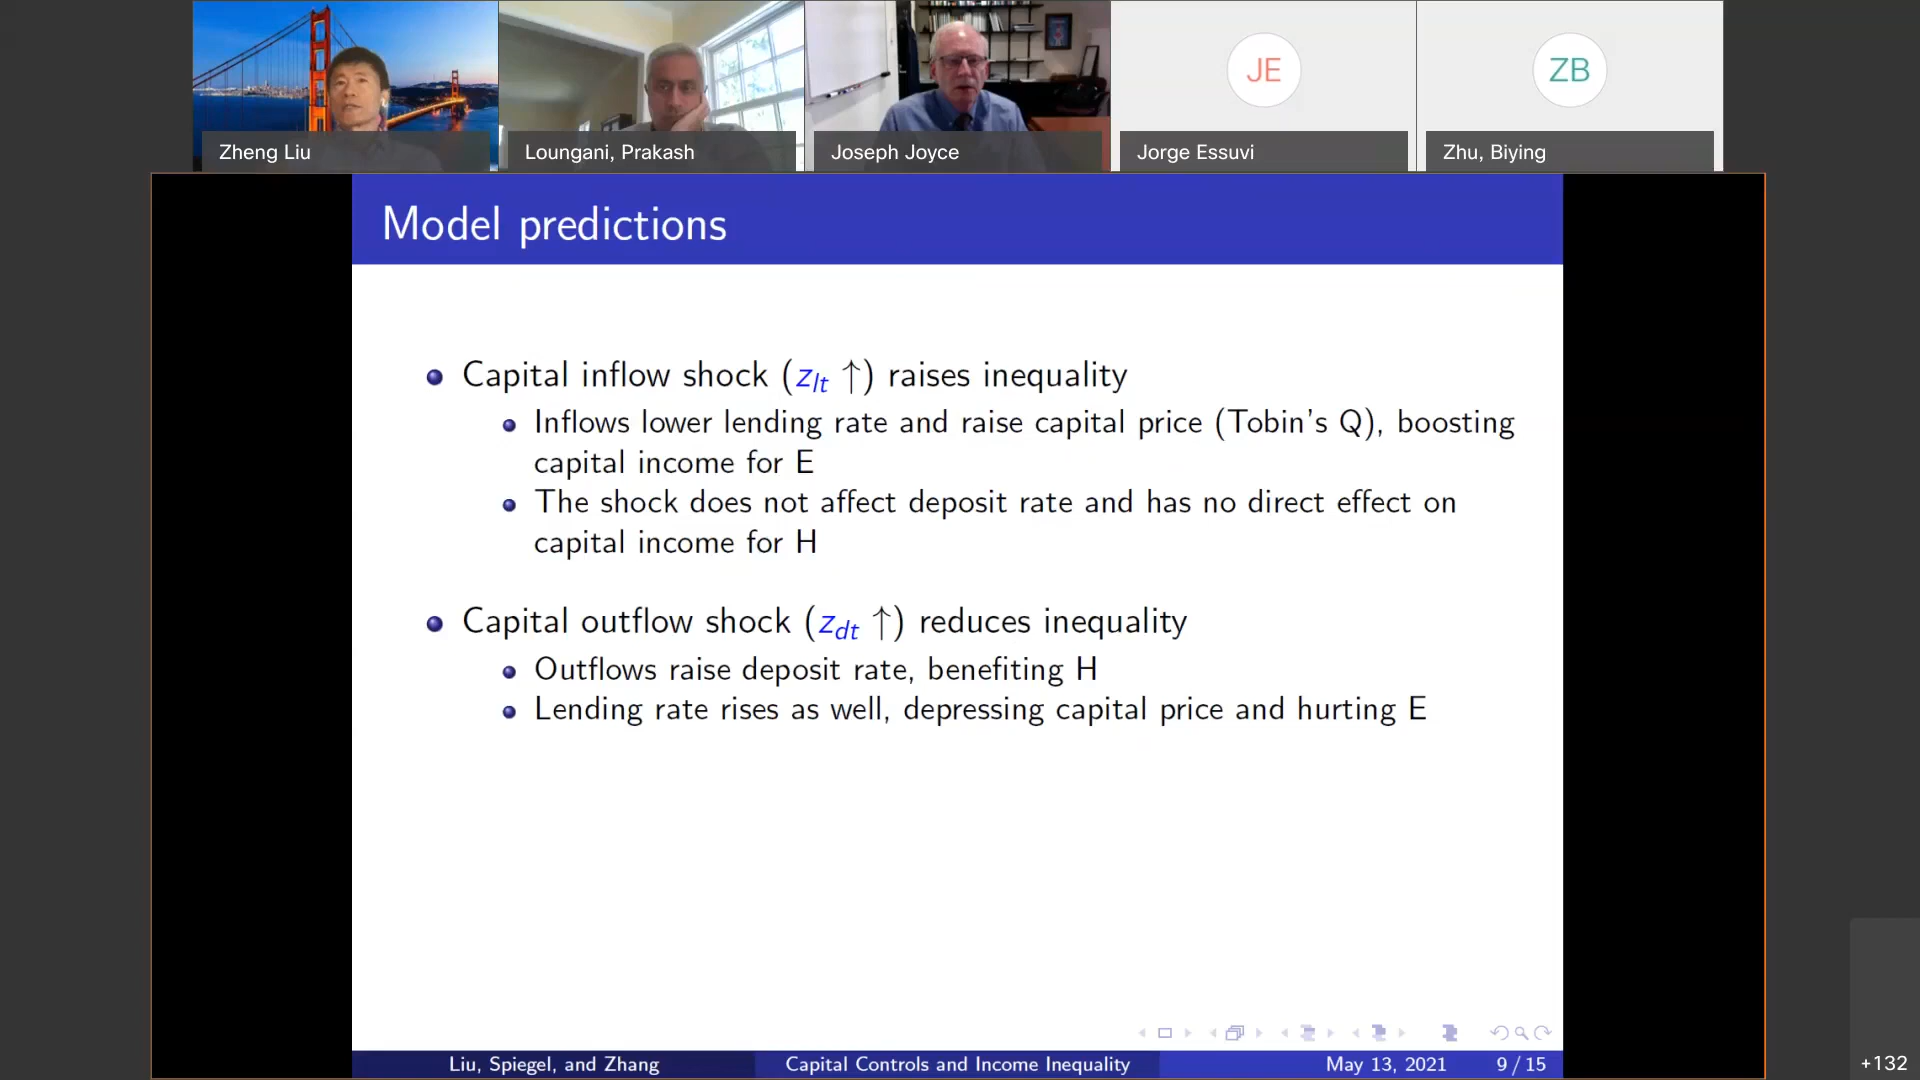 Zheng Liu
Loungani, Prakash
Joseph Joyce
JE
Jorge Essuvi
ZB
Zhu, Biying
Model predictions
Capital inflow shock (z_lt ↑) raises inequality
Inflows lower lending rate and raise capital price (Tobin's Q), boosting
capital income for E
The shock does not affect deposit rate and has no direct effect on
capital income for H
Capital outflow shock (z_dt ↑) reduces inequality
Outflows raise deposit rate, benefiting H
Lending rate rises as well, depressing capital price and hurting E
Liu, Spiegel, and Zhang
Capital Controls and Income Inequality
May 13, 2021
9 / 15
+132